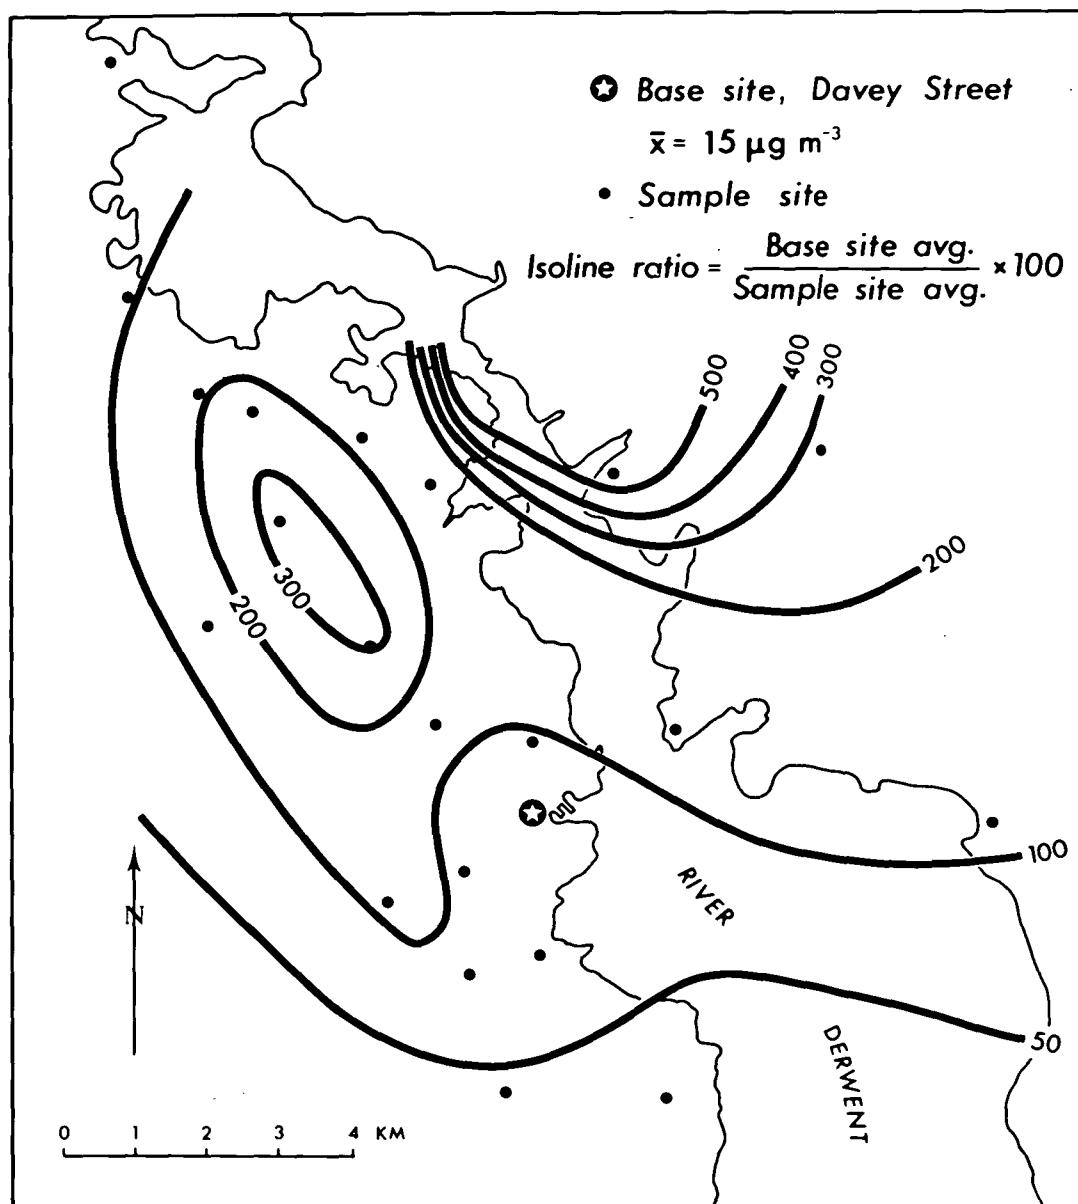 Base site, Davey Street
x̄ = 15 µg m⁻³
Sample site
Isoline ratio = Base site avg. / Sample site avg. × 100
500
400
300
200
300
200
100
50
RIVER
DERWENT
N
0 1 2 3 4 KM